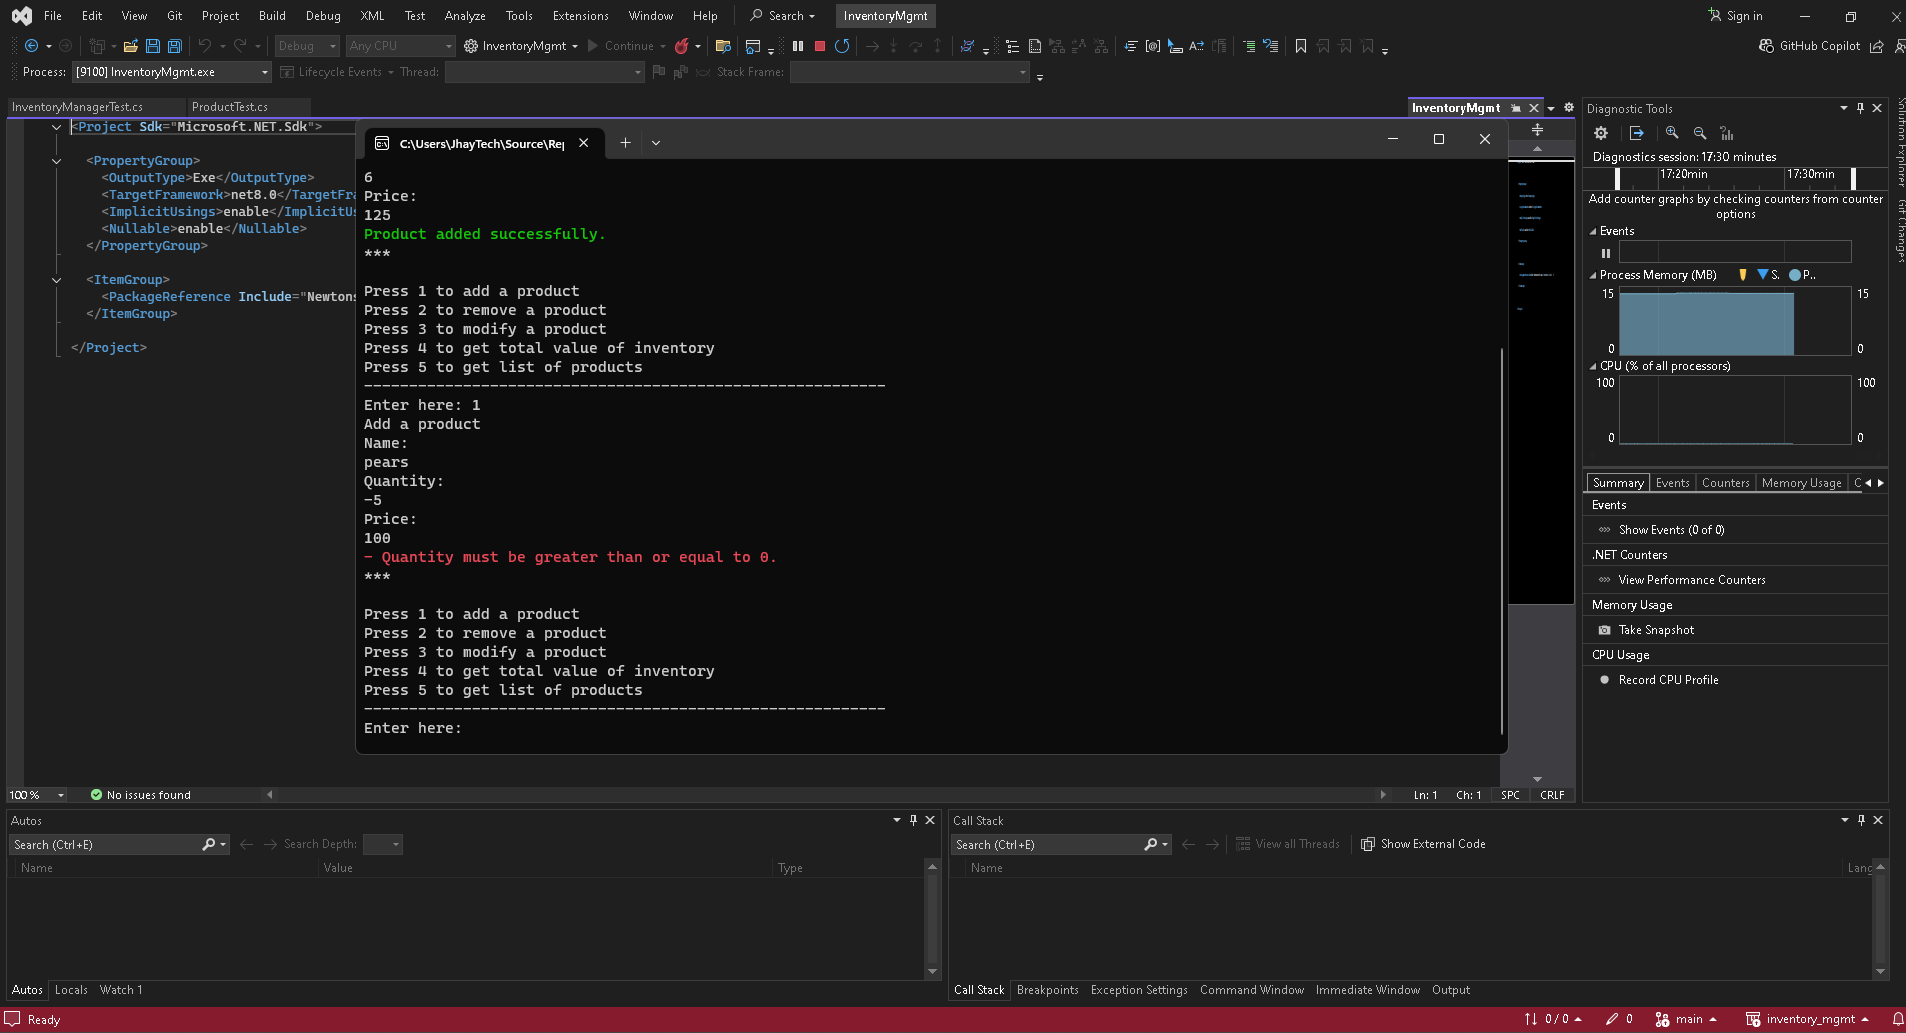 File Edit View Git Project Build Debug XML Test Analyze Tools Extensions Window Help Search InventoryMgmt Sign in
Debug Any CPU InventoryMgmt Continue GitHub Copilot
Process: [9100] InventoryMgmt.exe Lifecycle Events Thread: Stack Frame:
InventoryManagerTest.cs ProductTest.cs InventoryMgmt
<Project Sdk="Microsoft.NET.Sdk">
<PropertyGroup>
<OutputType>Exe</OutputType>
<TargetFramework>net8.0</TargetFra
<ImplicitUsings>enable</ImplicitUs
<Nullable>enable</Nullable>
</PropertyGroup>
<ItemGroup>
<PackageReference Include="Newtons
</ItemGroup>
</Project>
C:\Users\JhayTech\Source\Rep
6
Price:
125
Product added successfully.
***
Press 1 to add a product
Press 2 to remove a product
Press 3 to modify a product
Press 4 to get total value of inventory
Press 5 to get list of products
----------------------------------------------------------
Enter here: 1
Add a product
Name:
pears
Quantity:
-5
Price:
100
- Quantity must be greater than or equal to 0.
***
Press 1 to add a product
Press 2 to remove a product
Press 3 to modify a product
Press 4 to get total value of inventory
Press 5 to get list of products
----------------------------------------------------------
Enter here:
100 % No issues found Ln: 1 Ch: 1 SPC CRLF
Diagnostic Tools
Diagnostics session: 17:30 minutes
17:20min 17:30min
Add counter graphs by checking counters from counter
options
Events
Process Memory (MB) S. P..
15 15
0 0
CPU (% of all processors)
100 100
0 0
Summary Events Counters Memory Usage C
Events
Show Events (0 of 0)
.NET Counters
View Performance Counters
Memory Usage
Take Snapshot
CPU Usage
Record CPU Profile
Solution Explorer
Git Changes
Autos
Search (Ctrl+E) Search Depth:
Name Value Type
Autos Locals Watch 1
Call Stack
Search (Ctrl+E) View all Threads Show External Code
Name Lang
Call Stack Breakpoints Exception Settings Command Window Immediate Window Output
Ready 0 / 0 0 main inventory_mgmt